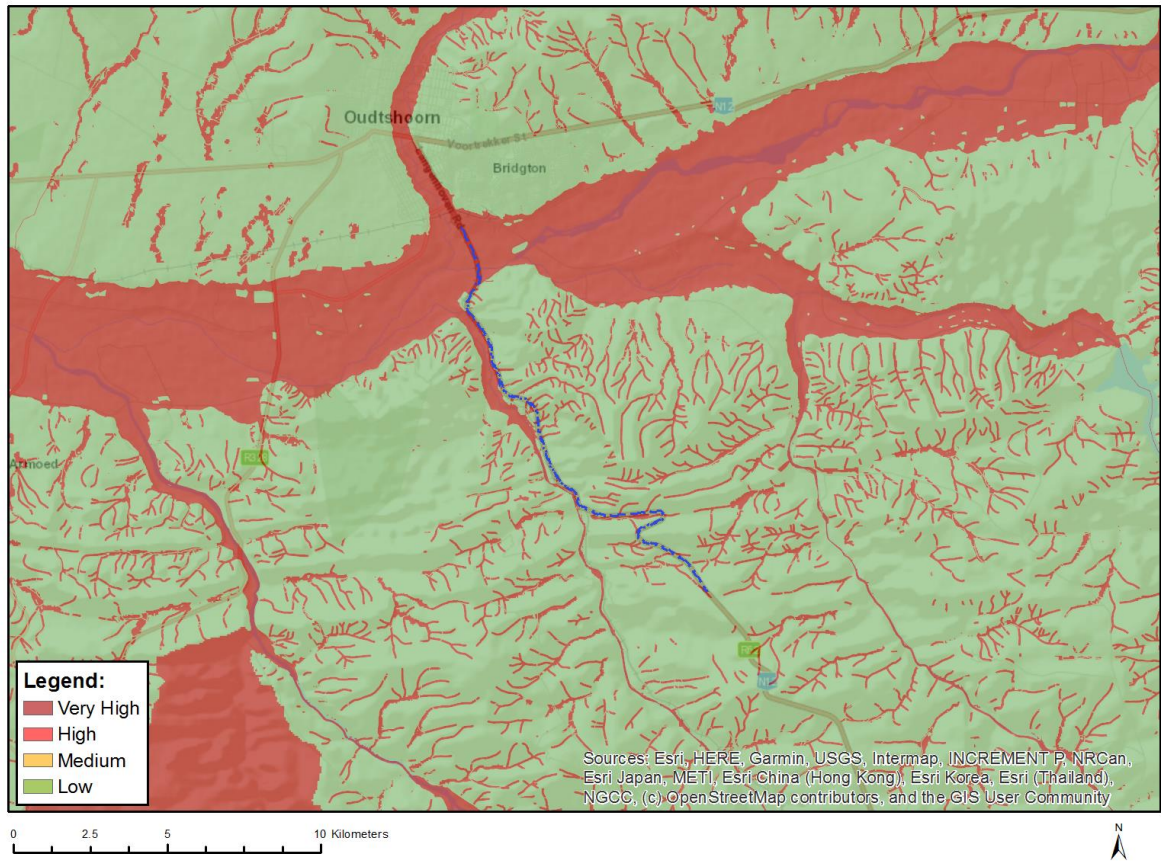 Oudtshoorn
N12
Voortrekker St
Bridgton
Legend:
Very High
High
Medium
Low
Sources: Esri, HERE, Garmin, USGS, Intermap, INCREMENT P, NRCan,
Esri Japan, METI, Esri China (Hong Kong), Esri Korea, Esri (Thailand),
NGCC, (c) OpenStreetMap contributors, and the GIS User Community
0 2.5 5 10 Kilometers
N